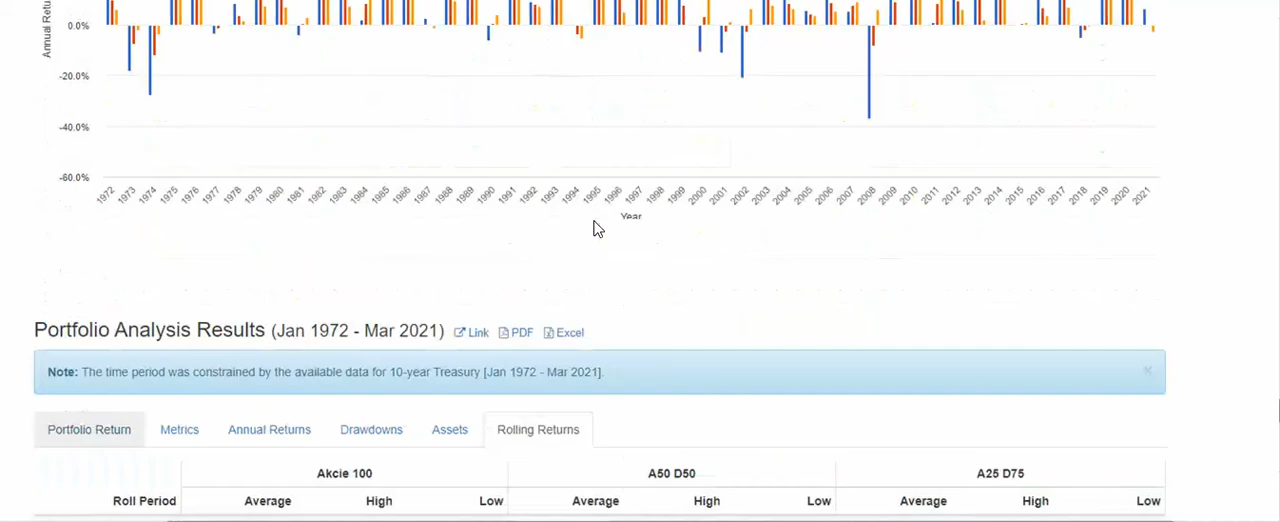 Annual Retu
0.0%
-20.0%
-40.0%
-60.0%
1972 1973 1974 1975 1976 1977 1978 1979 1980 1981 1982 1983 1984 1985 1986 1987 1988 1989 1990 1991 1992 1993 1994 1995 1996 1997 1998 1999 2000 2001 2002 2003 2004 2005 2006 2007 2008 2009 2010 2011 2012 2013 2014 2015 2016 2017 2018 2019 2020 2021
Year
Portfolio Analysis Results (Jan 1972 - Mar 2021) Link PDF Excel
Note: The time period was constrained by the available data for 10-year Treasury [Jan 1972 - Mar 2021]. ×
Portfolio Return Metrics Annual Returns Drawdowns Assets Rolling Returns
Akcie 100 A50 D50 A25 D75
Roll Period Average High Low Average High Low Average High Low